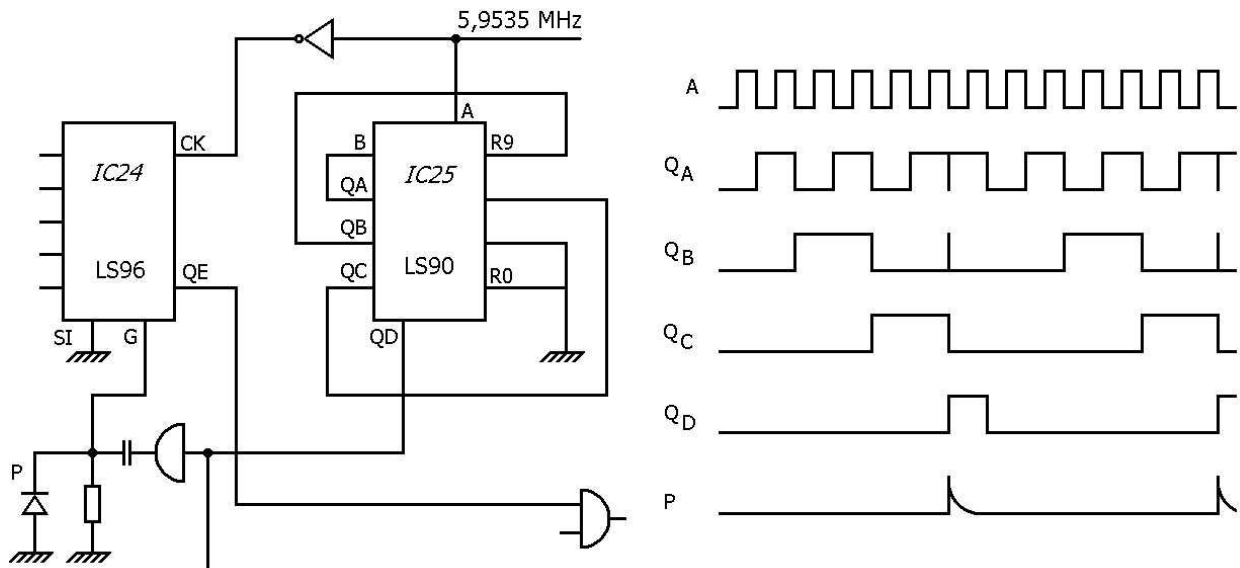 5,9535 MHz
CK
IC24
LS96
QE
SI
G
P
A
B
R9
QA
IC25
QB
QC
LS90
R0
QD
A
QA
QB
QC
QD
P